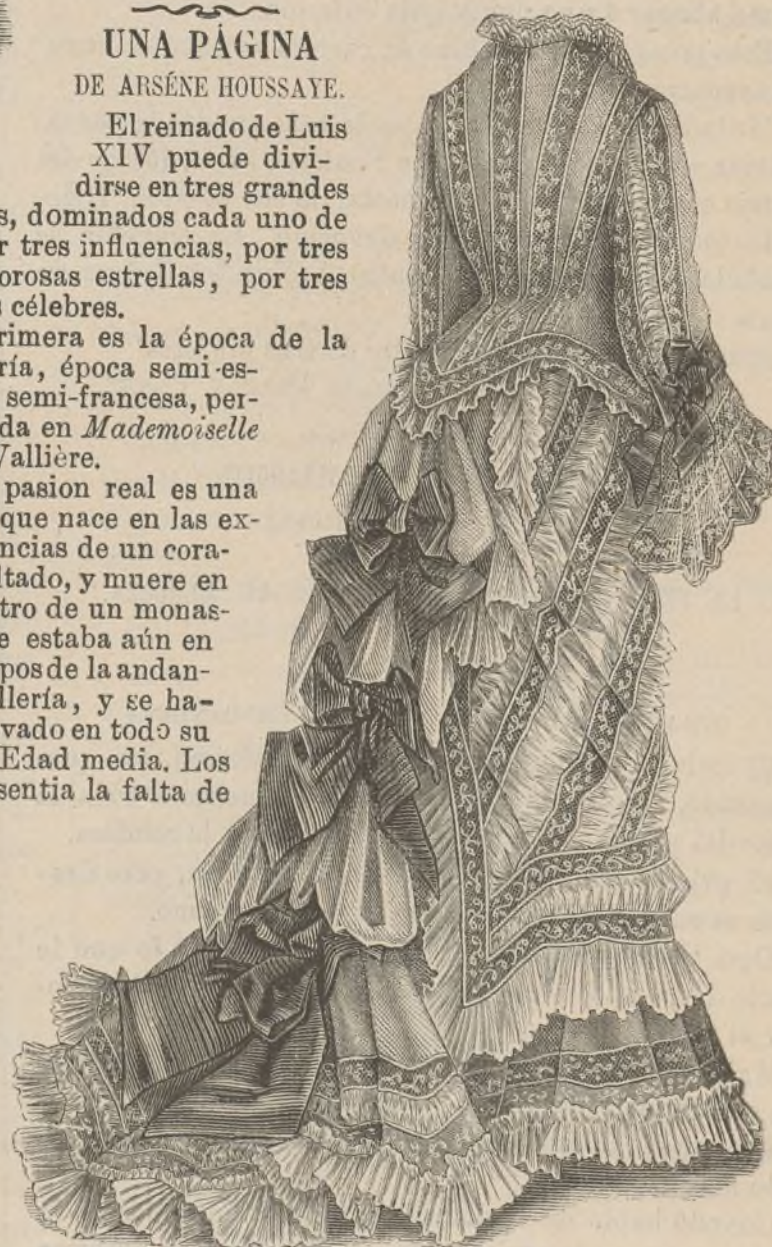 UNA PÁGINA
DE ARSÉNE HOUSSAYE.
El reinado de Luis
XIV puede divi-
dirse en tres grandes
s, dominados cada uno de
r tres influencias, por tres
orosas estrellas, por tres
s célebres.
rimera es la época de la
ría, época semi-es-
semi-francesa, per-
da en Mademoiselle
Vallière.
pasion real es una
que nace en las ex-
ncias de un cora-
ltado, y muere en
tro de un monas-
e estaba aún en
pos de la andan-
llería, y se ha-
vado en todo su
Edad media. Los
sentia la falta de